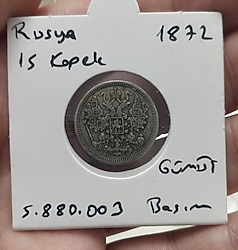 Rusya 1872
15 Kopek
Gümüş
5.880.003 Basım